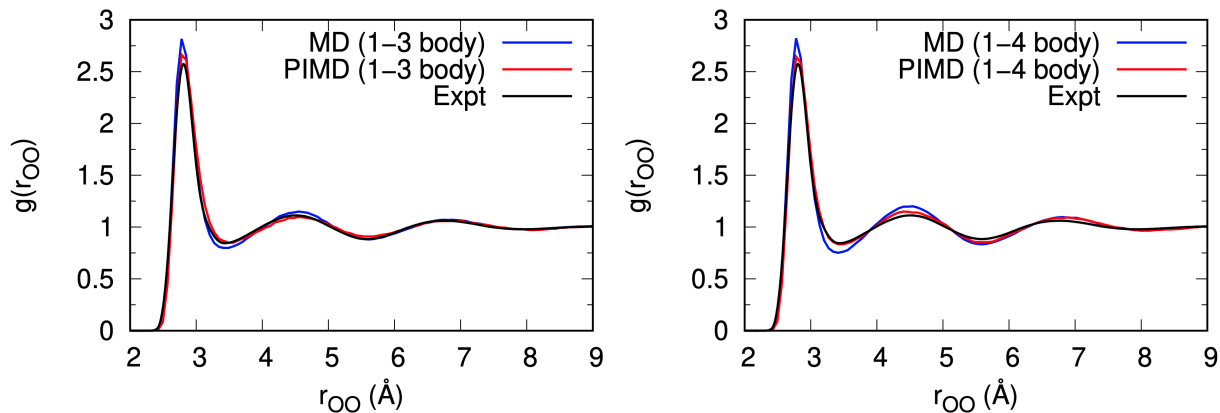 3
2.5
2
1.5
1
0.5
0
g(rOO)
MD (1−3 body)
PIMD (1−3 body)
Expt
2 3 4 5 6 7 8 9
rOO (Å)
3
2.5
2
1.5
1
0.5
0
g(rOO)
MD (1−4 body)
PIMD (1−4 body)
Expt
2 3 4 5 6 7 8 9
rOO (Å)